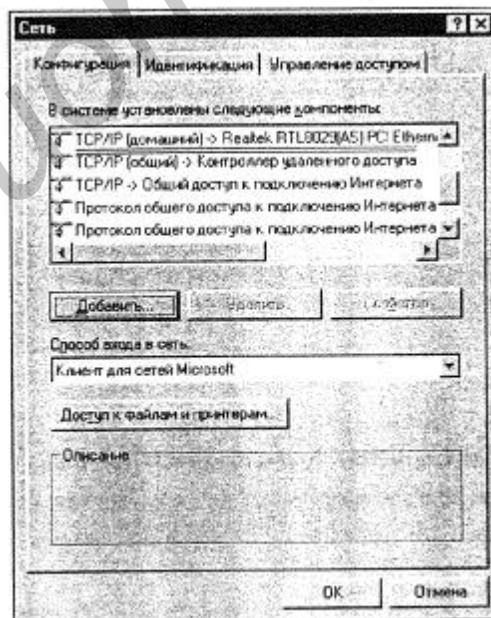 Сеть
Конфигурация Идентификация Управление доступом
В системе установлены следующие компоненты:
TCP/IP (домашний) -> Realtek RTL8029(AS) PCI Ethern
TCP/IP (общий) -> Контроллер удаленного доступа
TCP/IP -> Общий доступ к подключению Интернета
Протокол общего доступа к подключению Интернета
Протокол общего доступа к подключению Интернета
Добавить... Удалить
Способ входа в сеть:
Клиент для сетей Microsoft
Доступ к файлам и принтерам...
Описание
OK Отмена